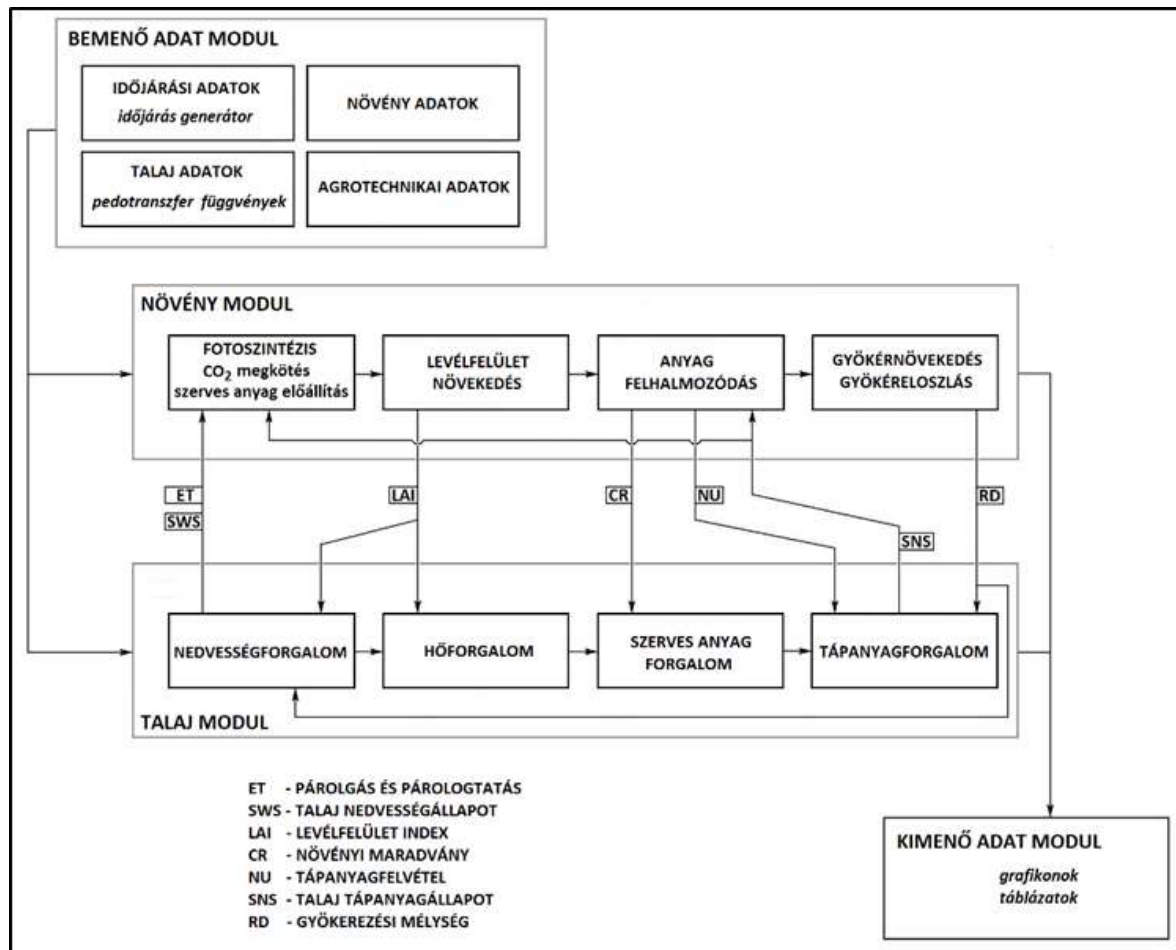 BEMENŐ ADAT MODUL
IDŐJÁRÁSI ADATOK
időjárás generátor
NÖVÉNY ADATOK
TALAJ ADATOK
pedotranszfer függvények
AGROTECHNIKAI ADATOK
NÖVÉNY MODUL
FOTOSZINTÉZIS
CO₂ megkötés
szerves anyag előállítás
LEVÉLFELÜLET
NÖVEKEDÉS
ANYAG
FELHALMOZÓDÁS
GYÖKÉRNÖVEKEDÉS
GYÖKÉRELOSZLÁS
ET
SWS
LAI
CR
NU
SNS
RD
NEDVESSÉGFORGALOM
HŐFORGALOM
SZERVES ANYAG
FORGALOM
TÁPANYAGFORGALOM
TALAJ MODUL
ET - PÁROLGÁS ÉS PÁROLOGTATÁS
SWS - TALAJ NEDVESSÉGÁLLAPOT
LAI - LEVÉLFELÜLET INDEX
CR - NÖVÉNYI MARADVÁNY
NU - TÁPANYAGFELVÉTEL
SNS - TALAJ TÁPANYAGÁLLAPOT
RD - GYÖKEREZÉSI MÉLYSÉG
KIMENŐ ADAT MODUL
grafikonok
táblázatok